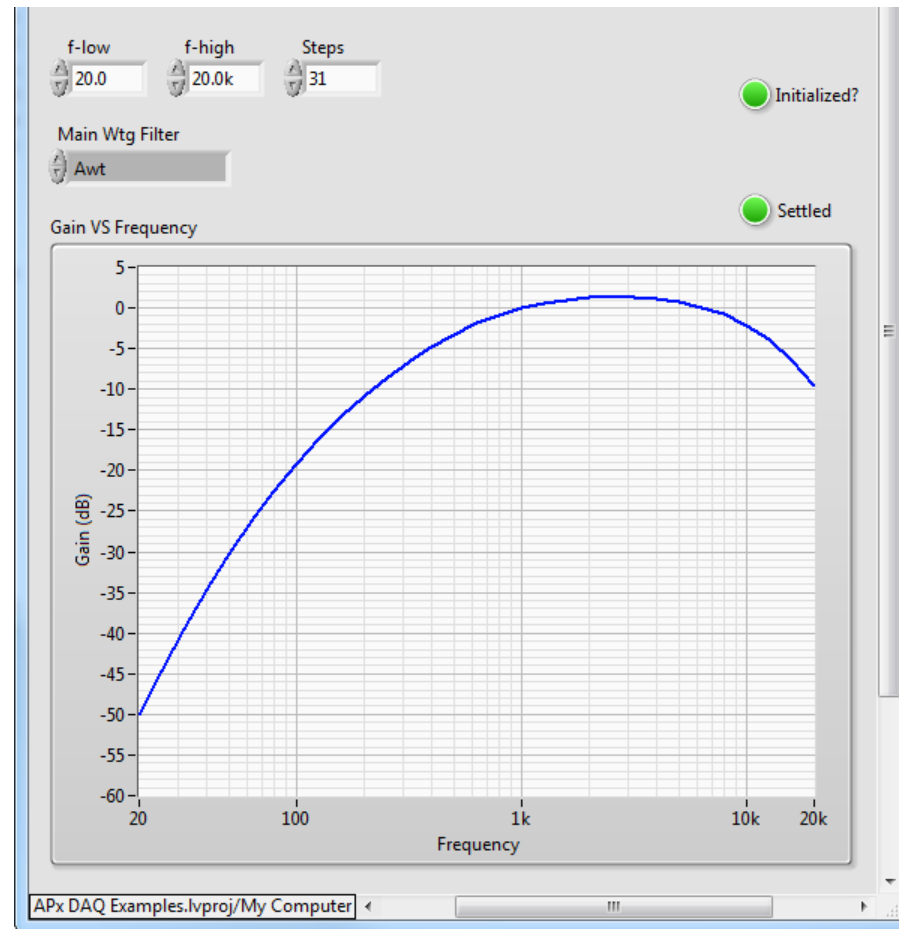 f-low f-high Steps
20.0 20.0k 31
Initialized?
Main Wtg Filter
Awt
Settled
Gain VS Frequency
5
0
-5
-10
-15
-20
-25
-30
-35
-40
-45
-50
-55
-60
Gain (dB)
20 100 1k 10k 20k
Frequency
APx DAQ Examples.lvproj/My Computer